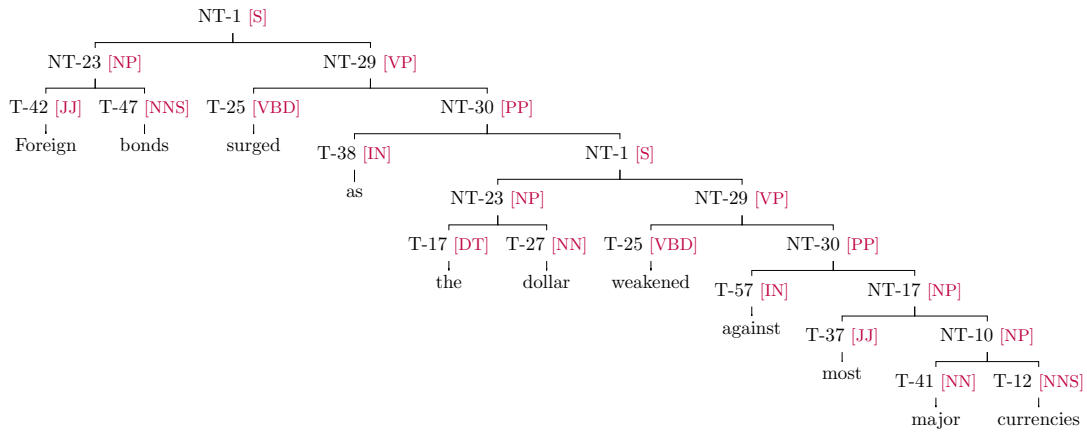 NT-1 [S]
NT-23 [NP] NT-29 [VP]
T-42 [JJ] T-47 [NNS] T-25 [VBD] NT-30 [PP]
Foreign bonds surged T-38 [IN] NT-1 [S]
as NT-23 [NP] NT-29 [VP]
T-17 [DT] T-27 [NN] T-25 [VBD] NT-30 [PP]
the dollar weakened T-57 [IN] NT-17 [NP]
against T-37 [JJ] NT-10 [NP]
most T-41 [NN] T-12 [NNS]
major currencies